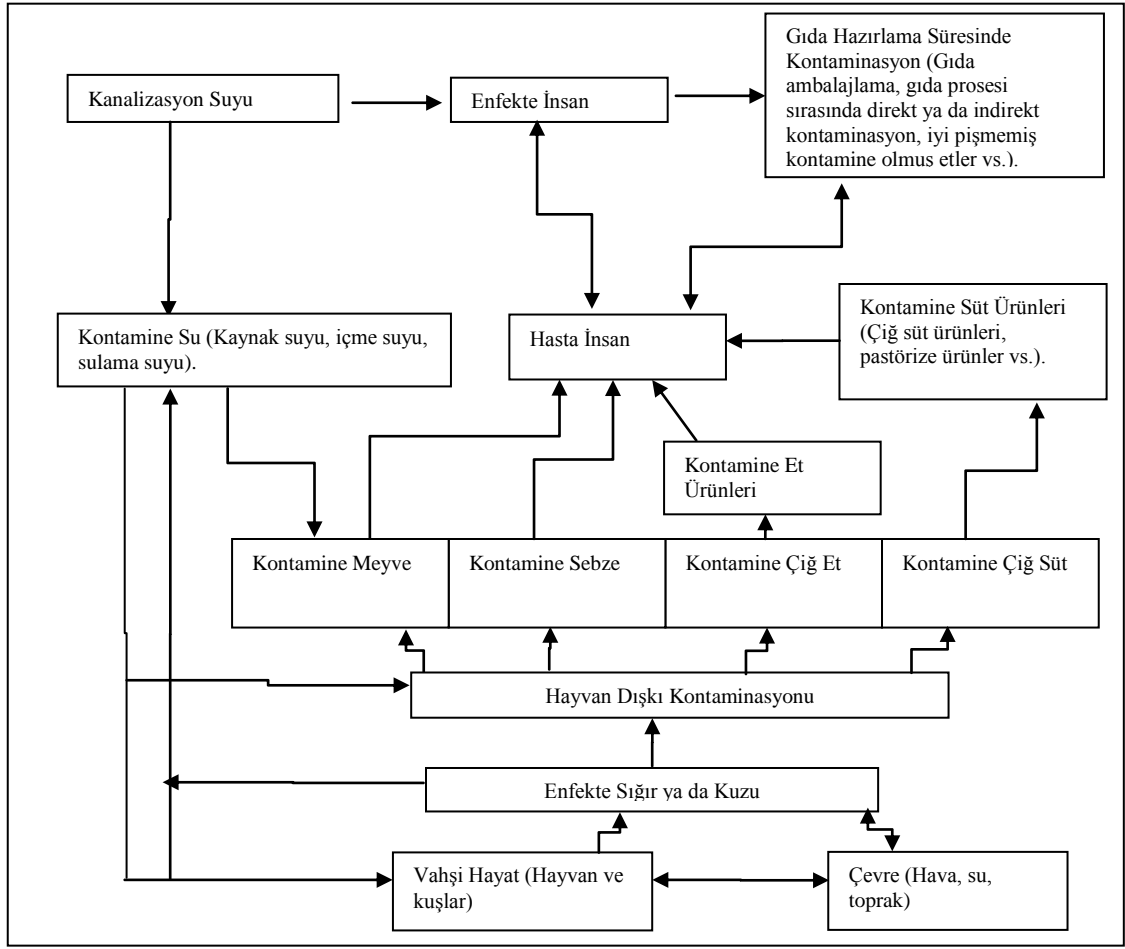 Gıda Hazırlama Süresinde
Kontaminasyon (Gıda
ambalajlama, gıda prosesi
sırasında direkt ya da indirekt
kontaminasyon, iyi pişmemiş
kontamine olmus etler vs.).
Kanalizasyon Suyu
Enfekte İnsan
Kontamine Su (Kaynak suyu, içme suyu,
sulama suyu).
Hasta İnsan
Kontamine Süt Ürünleri
(Çiğ süt ürünleri,
pastörize ürünler vs.).
Kontamine Et
Ürünleri
Kontamine Meyve
Kontamine Sebze
Kontamine Çiğ Et
Kontamine Çiğ Süt
Hayvan Dışkı Kontaminasyonu
Enfekte Sığır ya da Kuzu
Vahşi Hayat (Hayvan ve
kuşlar)
Çevre (Hava, su,
toprak)